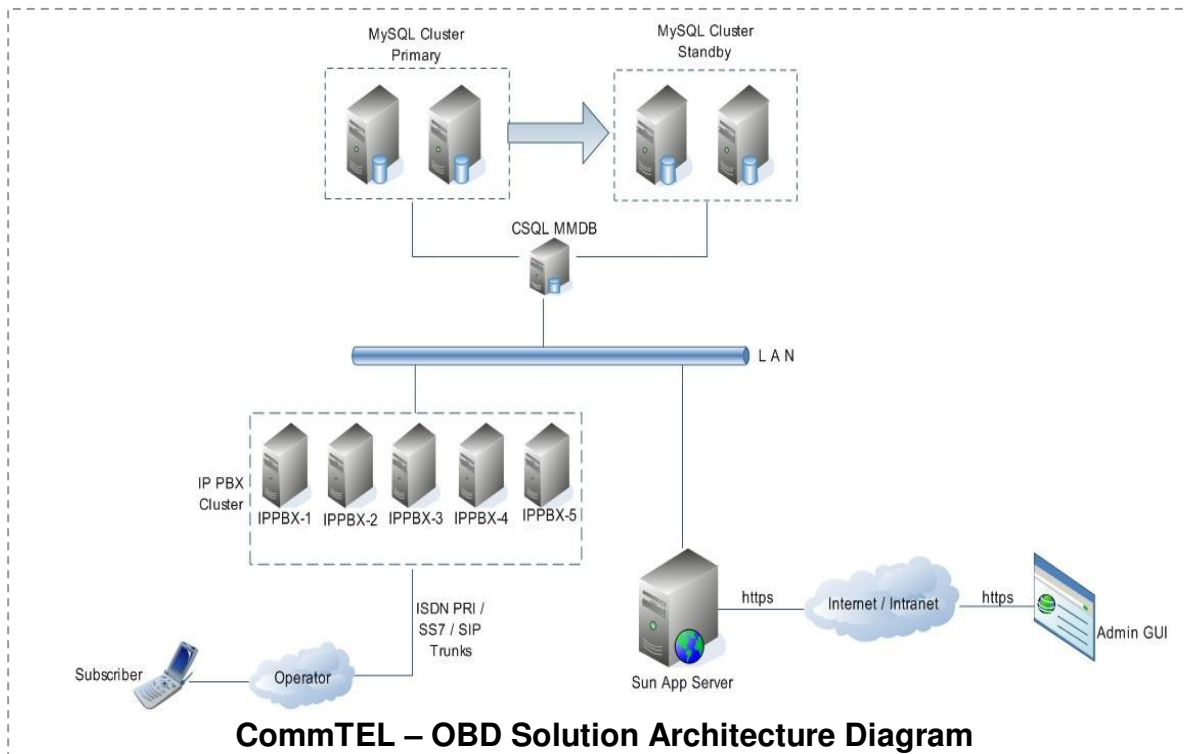 MySQL Cluster
Primary
MySQL Cluster
Standby
CSQL MMDB
L A N
IP PBX
Cluster
IPPBX-1
IPPBX-2
IPPBX-3
IPPBX-4
IPPBX-5
ISDN PRI /
SS7 / SIP
Trunks
Subscriber
Operator
Sun App Server
https
Internet / Intranet
https
Admin GUI
CommTEL – OBD Solution Architecture Diagram